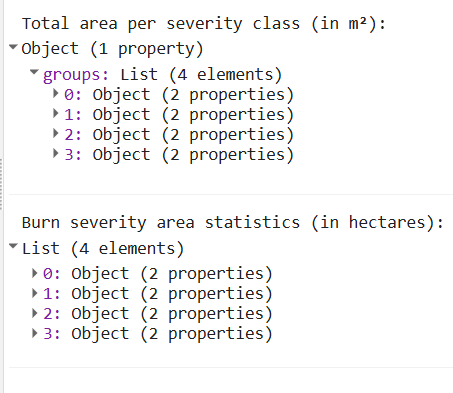 Total area per severity class (in m²):
Object (1 property)
groups: List (4 elements)
0: Object (2 properties)
1: Object (2 properties)
2: Object (2 properties)
3: Object (2 properties)
Burn severity area statistics (in hectares):
List (4 elements)
0: Object (2 properties)
1: Object (2 properties)
2: Object (2 properties)
3: Object (2 properties)